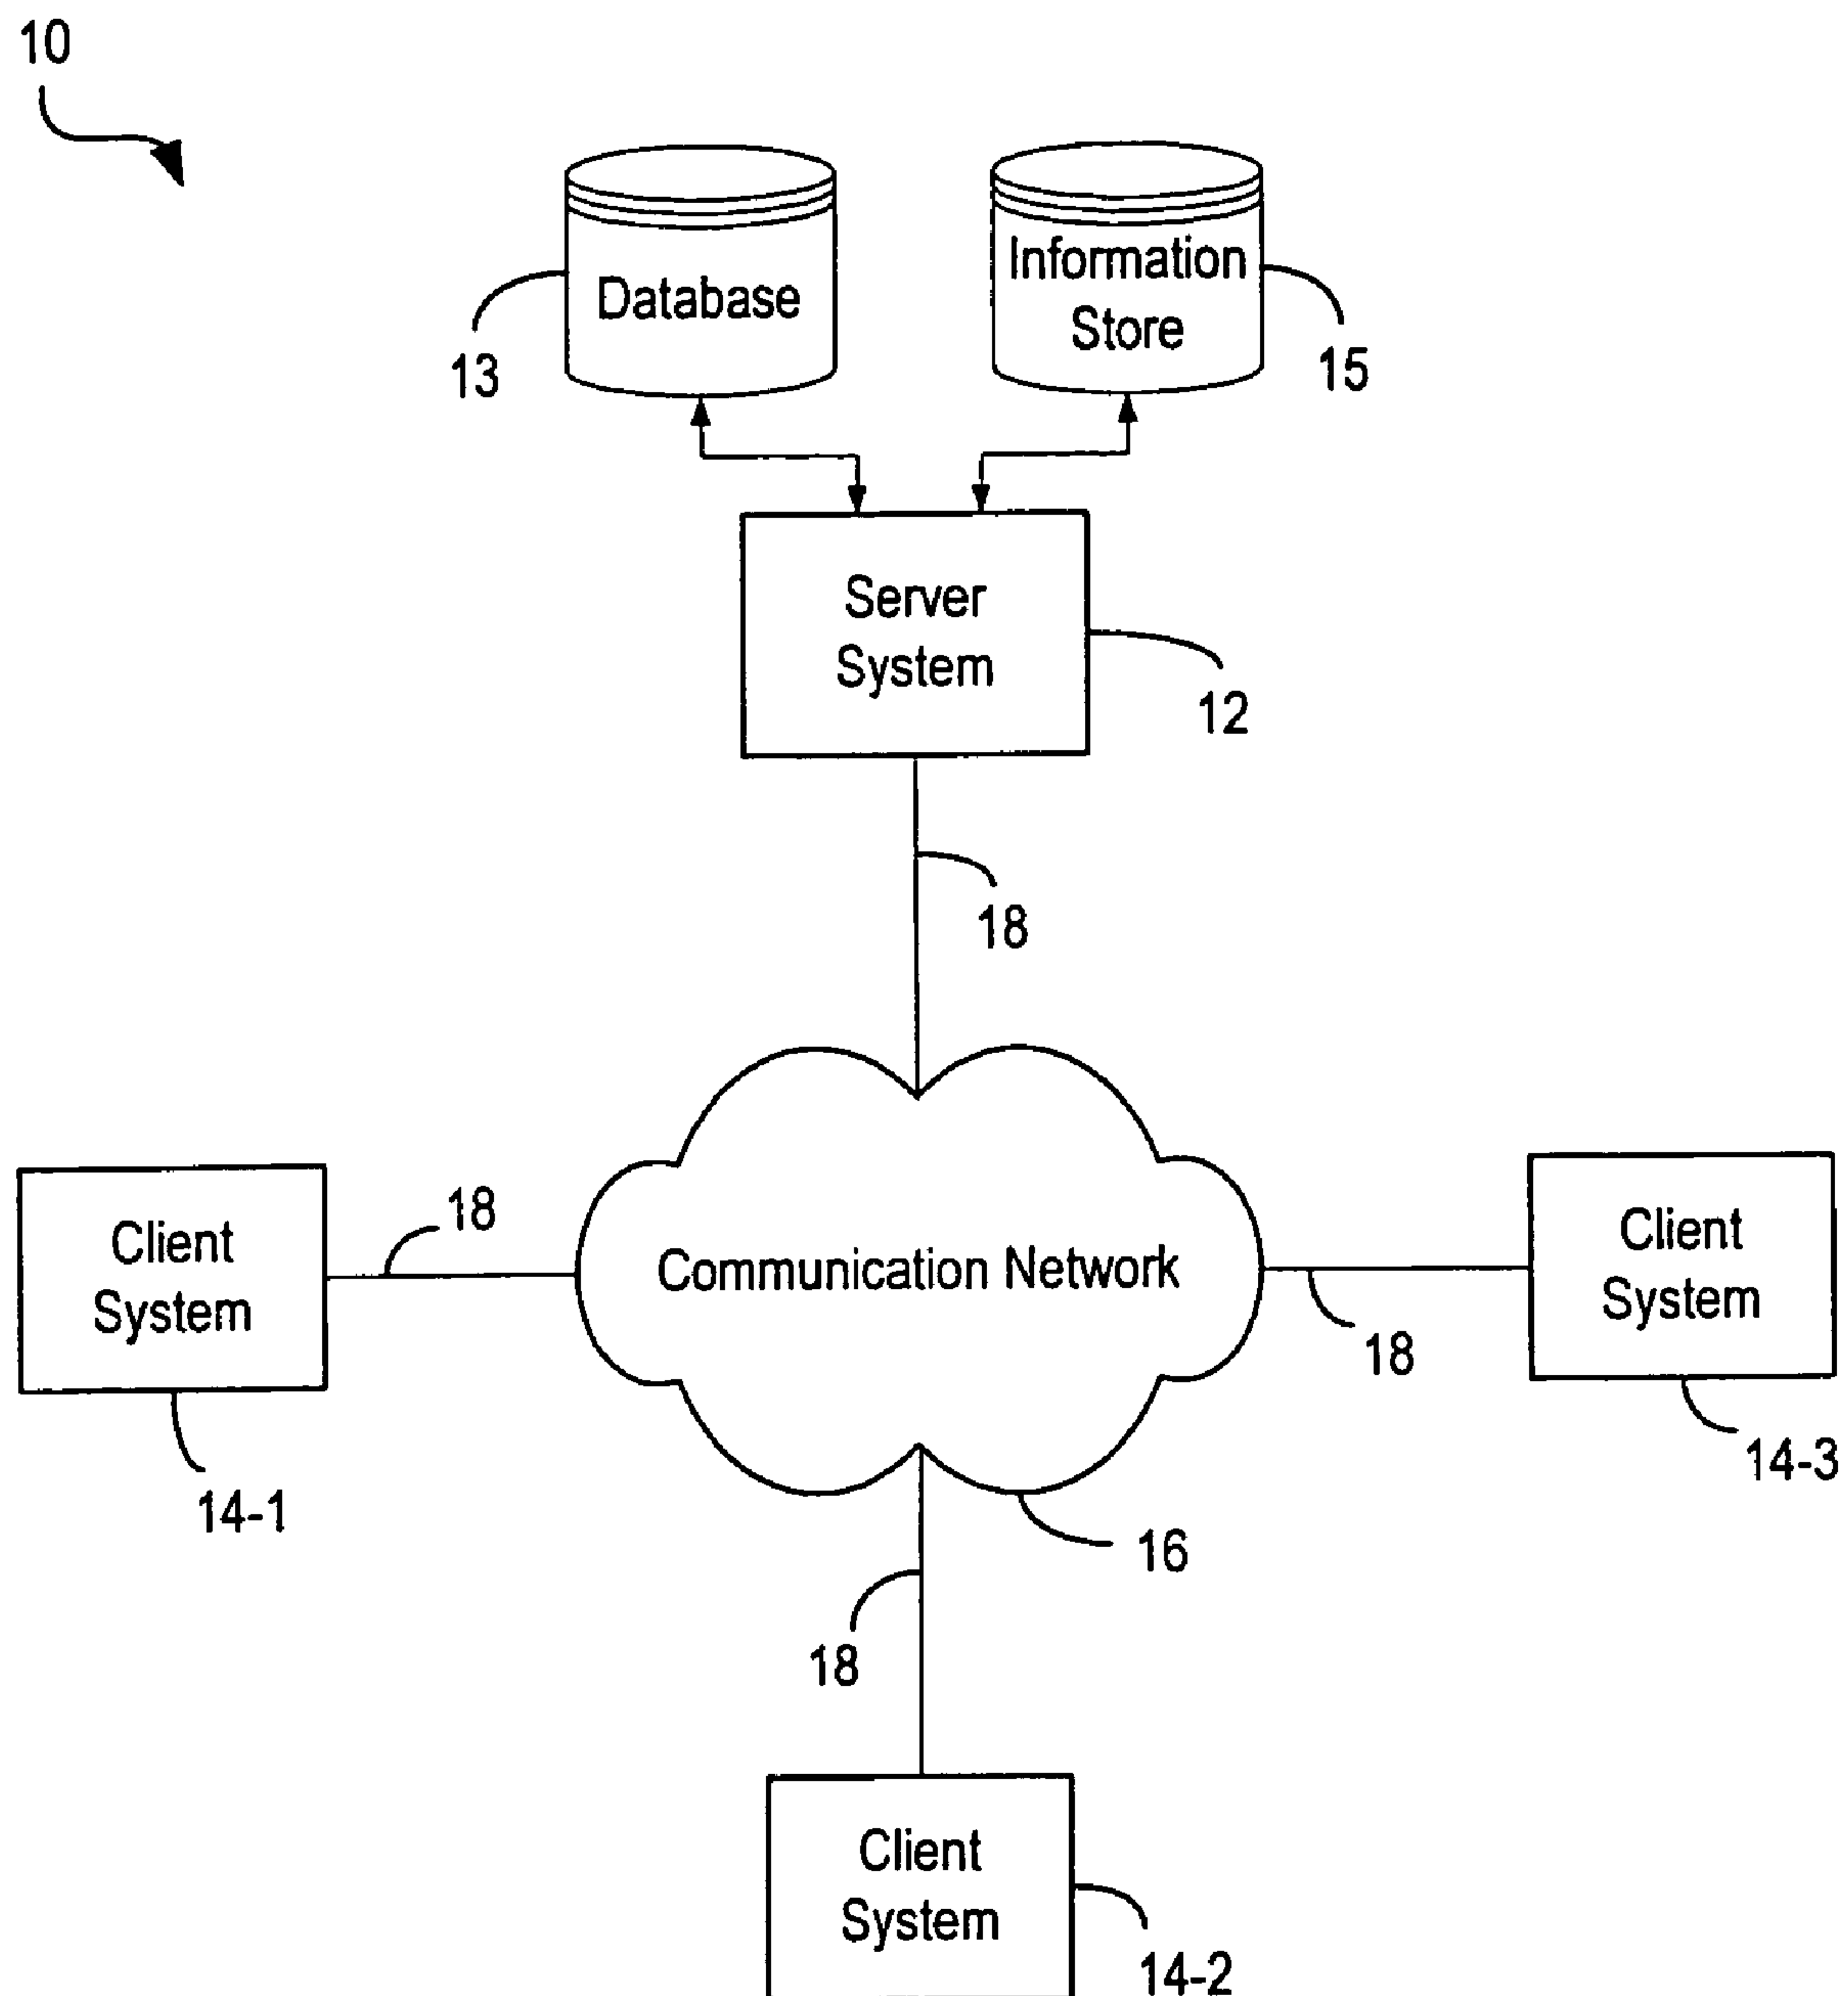 10
Database
Information
Store
13
15
Server
System
12
18
Client
System
18
Communication Network
Client
System
18
14-1
14-3
16
18
Client
System
14-2